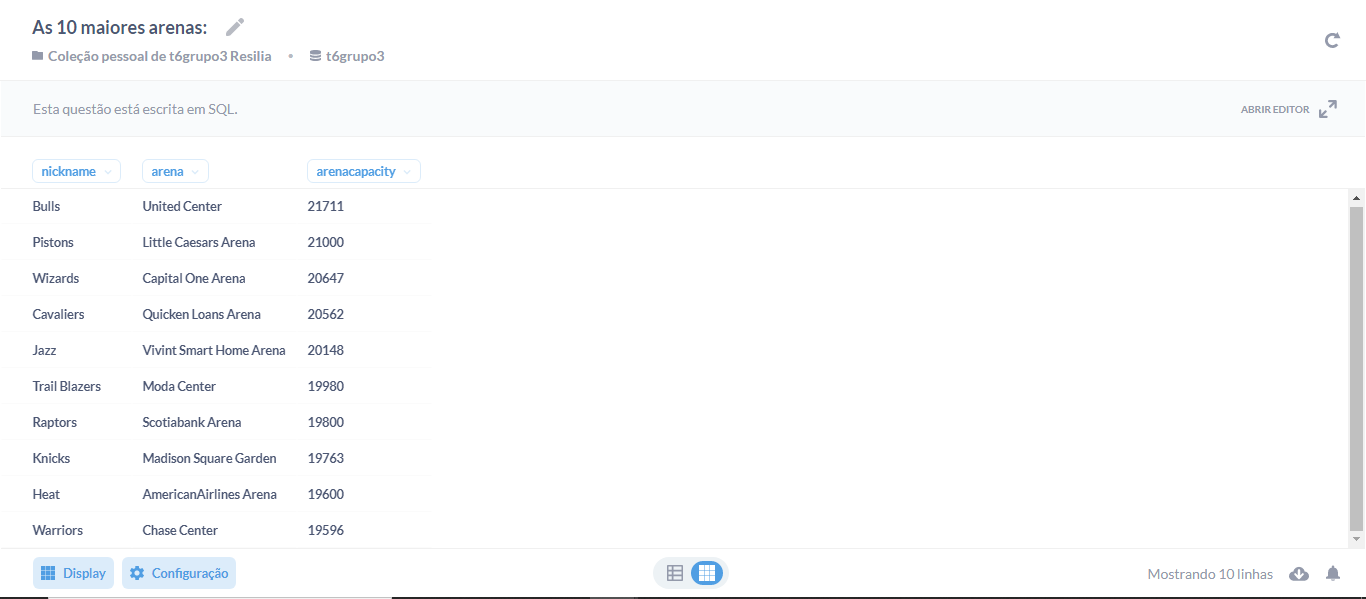 As 10 maiores arenas:
Coleção pessoal de t6grupo3 Resilia • t6grupo3
Esta questão está escrita em SQL. ABRIR EDITOR
nickname arena arenacapacity
Bulls United Center 21711
Pistons Little Caesars Arena 21000
Wizards Capital One Arena 20647
Cavaliers Quicken Loans Arena 20562
Jazz Vivint Smart Home Arena 20148
Trail Blazers Moda Center 19980
Raptors Scotiabank Arena 19800
Knicks Madison Square Garden 19763
Heat AmericanAirlines Arena 19600
Warriors Chase Center 19596
Display Configuração Mostrando 10 linhas